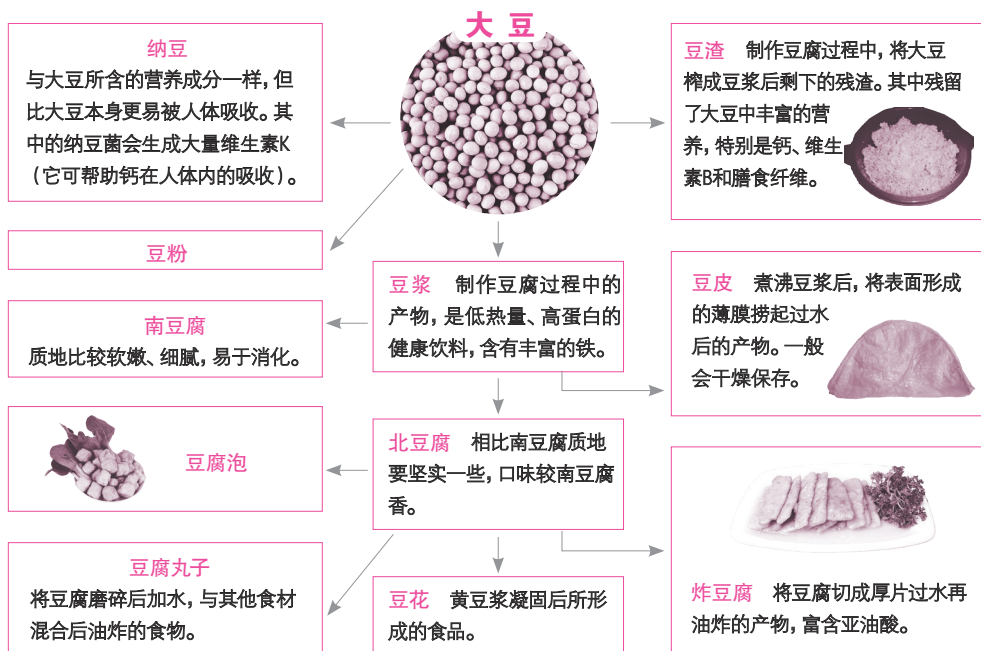 大豆
纳豆
与大豆所含的营养成分一样，但
比大豆本身更易被人体吸收。其
中的纳豆菌会生成大量维生素K
（它可帮助钙在人体内的吸收）。
豆渣 制作豆腐过程中，将大豆
榨成豆浆后剩下的残渣。其中残留
了大豆中丰富的营
养，特别是钙、维生
素B和膳食纤维。
豆粉
豆浆 制作豆腐过程中的
产物，是低热量、高蛋白的
健康饮料，含有丰富的铁。
豆皮 煮沸豆浆后，将表面形成
的薄膜捞起过水
后的产物。一般
会干燥保存。
南豆腐
质地比较软嫩、细腻，易于消化。
北豆腐 相比南豆腐质地
要坚实一些，口味较南豆腐
香。
豆腐泡
豆腐丸子
将豆腐磨碎后加水，与其他食材
混合后油炸的食物。
豆花 黄豆浆凝固后所形
成的食品。
炸豆腐 将豆腐切成厚片过水再
油炸的产物，富含亚油酸。